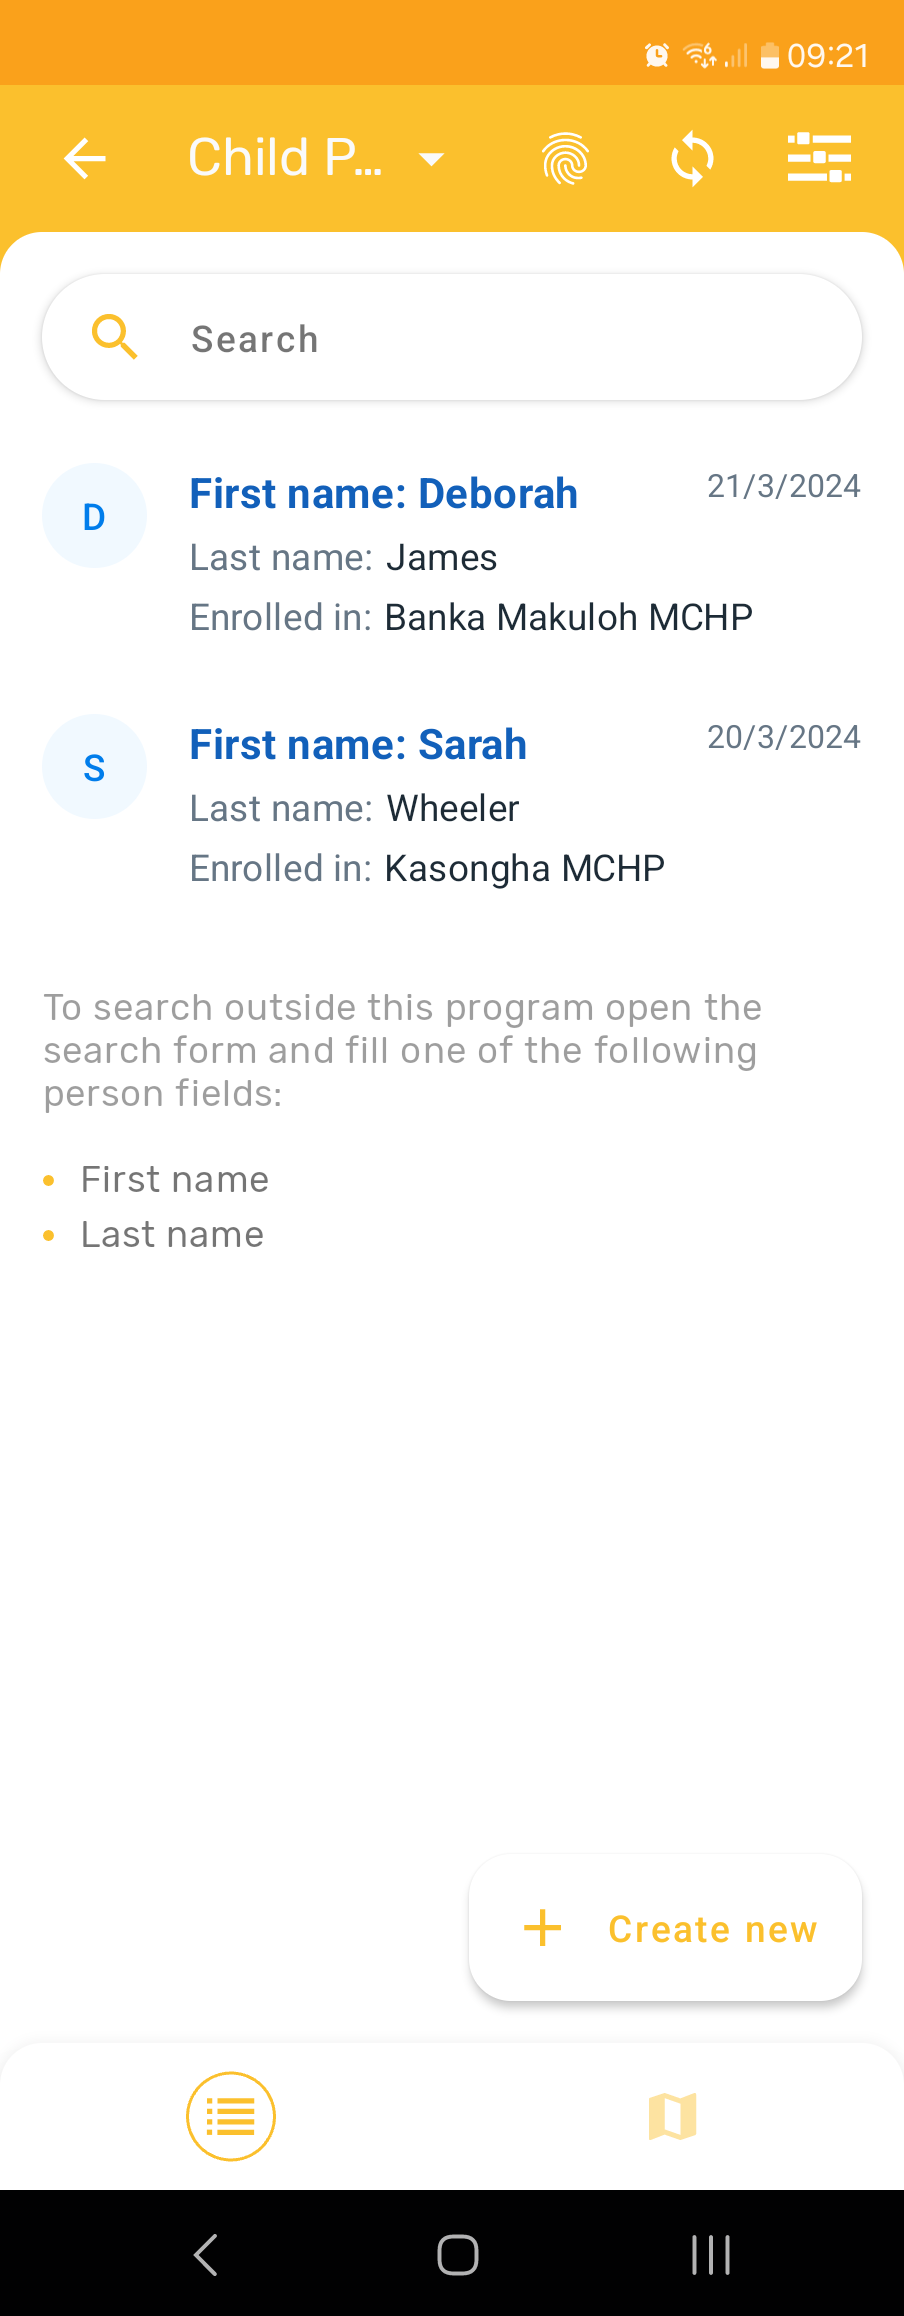 09:21
Child P...
Search
D
First name: Deborah
21/3/2024
Last name: James
Enrolled in: Banka Makuloh MCHP
S
First name: Sarah
20/3/2024
Last name: Wheeler
Enrolled in: Kasongha MCHP
To search outside this program open the
search form and fill one of the following
person fields:
• First name
• Last name
+ Create new